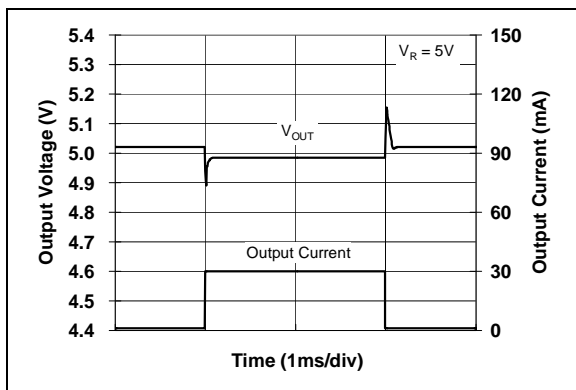 5.4
5.3
5.2
5.1
5.0
4.9
4.8
4.7
4.6
4.5
4.4
Output Voltage (V)
V_R = 5V
V_OUT
Output Current
150
120
90
60
30
0
Output Current (mA)
Time (1ms/div)